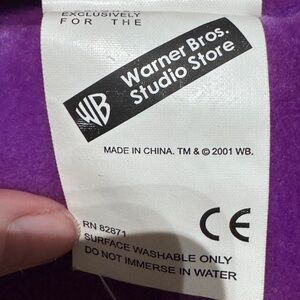 EXCLUSIVELY
FOR THE
WB
Warner Bros.
Studio Store
MADE IN CHINA. TM & © 2001 WB.
CE
RN 82871
SURFACE WASHABLE ONLY
DO NOT IMMERSE IN WATER